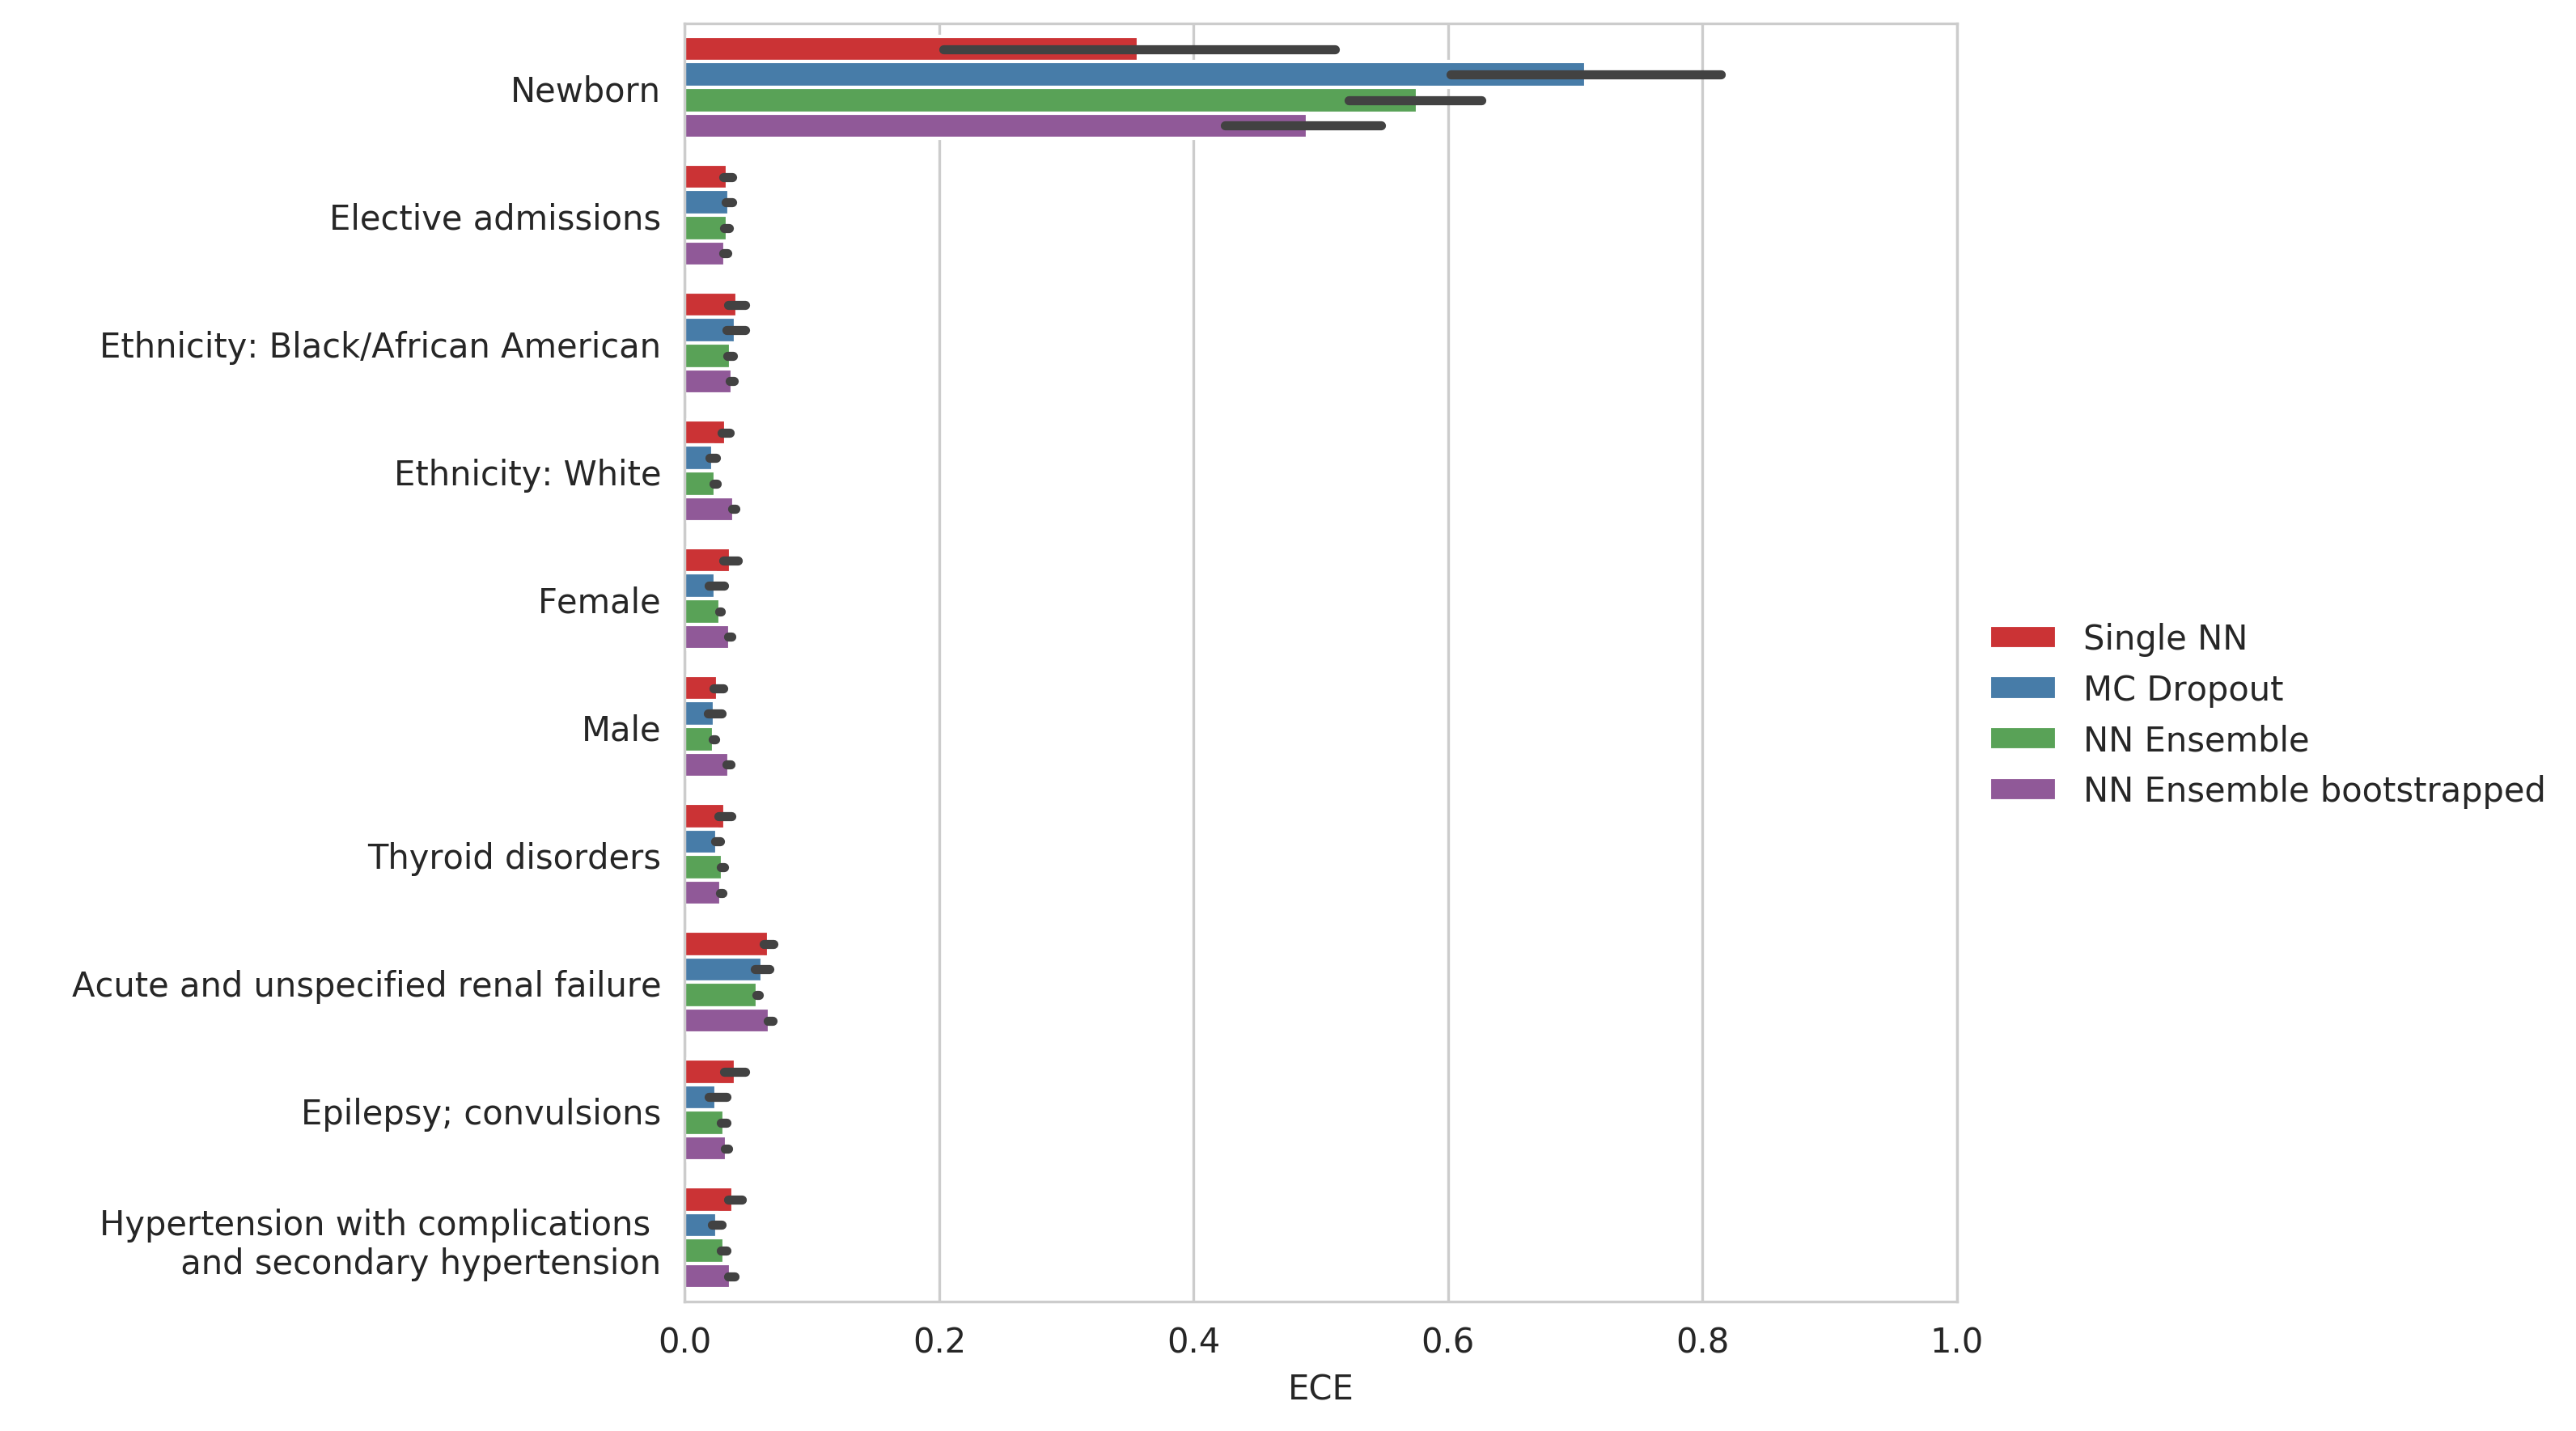 Newborn
Elective admissions
Ethnicity: Black/African American
Ethnicity: White
Female
Male
Thyroid disorders
Acute and unspecified renal failure
Epilepsy; convulsions
Hypertension with complications
and secondary hypertension
0.0 0.2 0.4 0.6 0.8 1.0
ECE
Single NN
MC Dropout
NN Ensemble
NN Ensemble bootstrapped